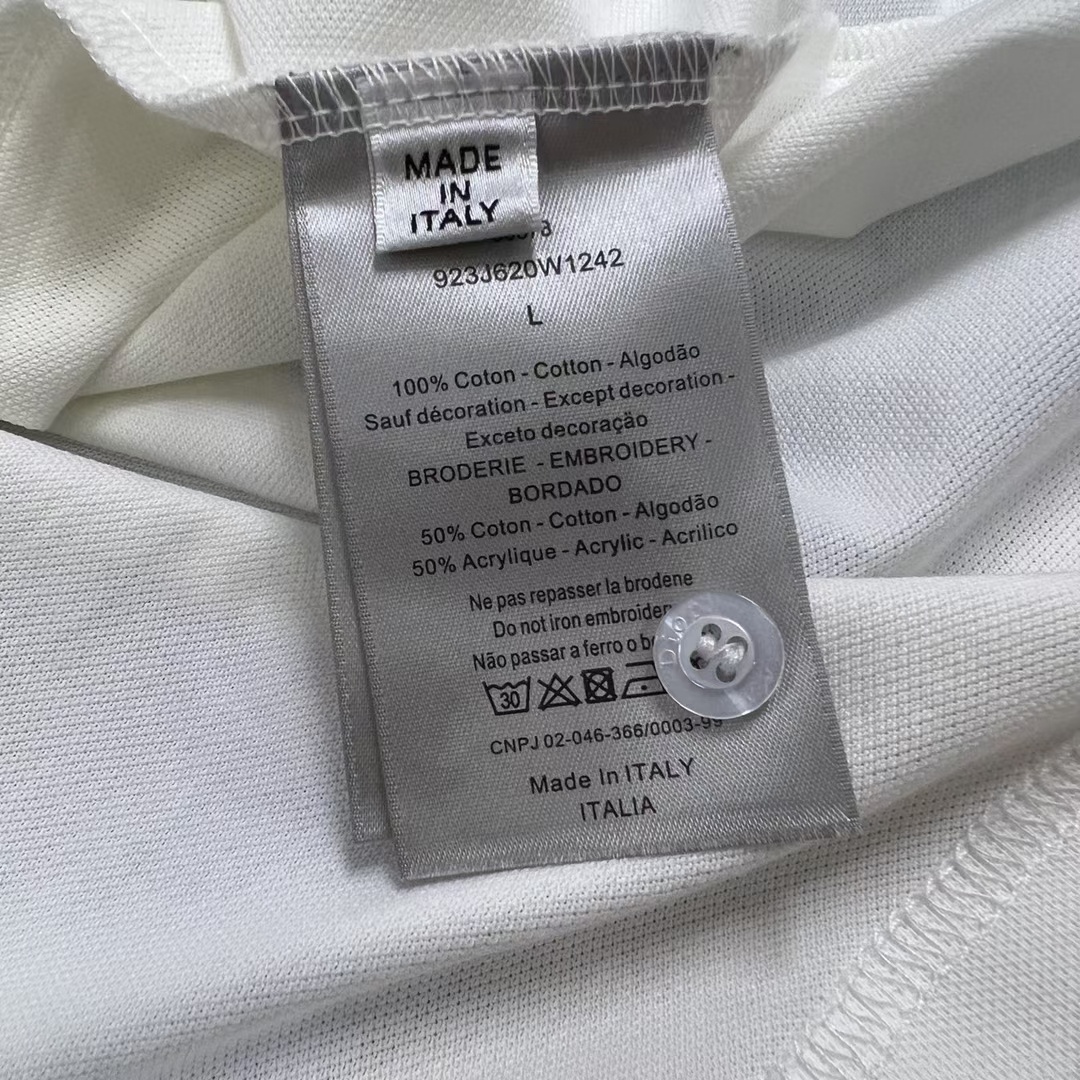 MADE
IN
ITALY
923J620W1242
L
100% Coton - Cotton - Algodão
Sauf décoration - Except decoration -
Exceto decoração
BRODERIE - EMBROIDERY -
BORDADO
50% Coton - Cotton - Algodão
50% Acrylique - Acrylic - Acrilico
Ne pas repasser la brodene
Do not iron embroider
Não passar a ferro o b
Dior
30
CNPJ 02-046-366/0003-99
Made In ITALY
ITALIA